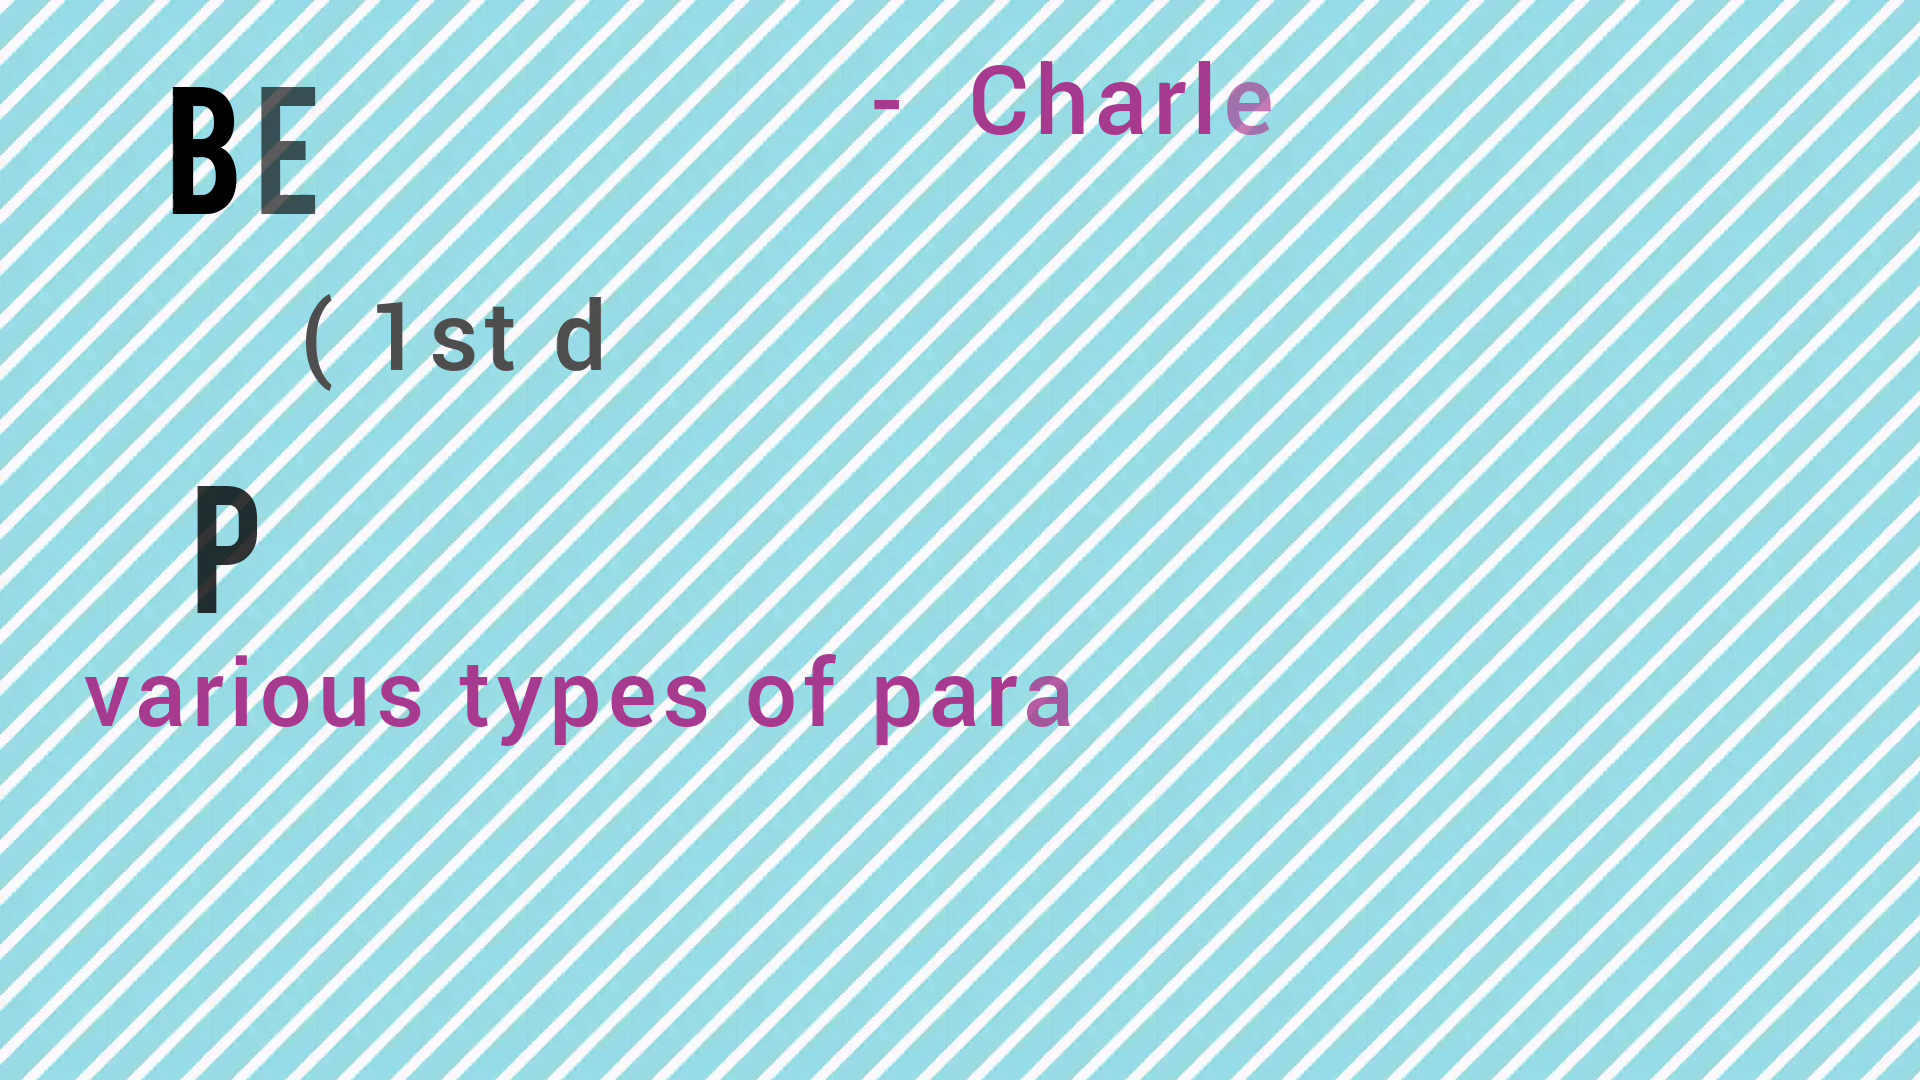 - Charle
BE
( 1st d
P
various types of para